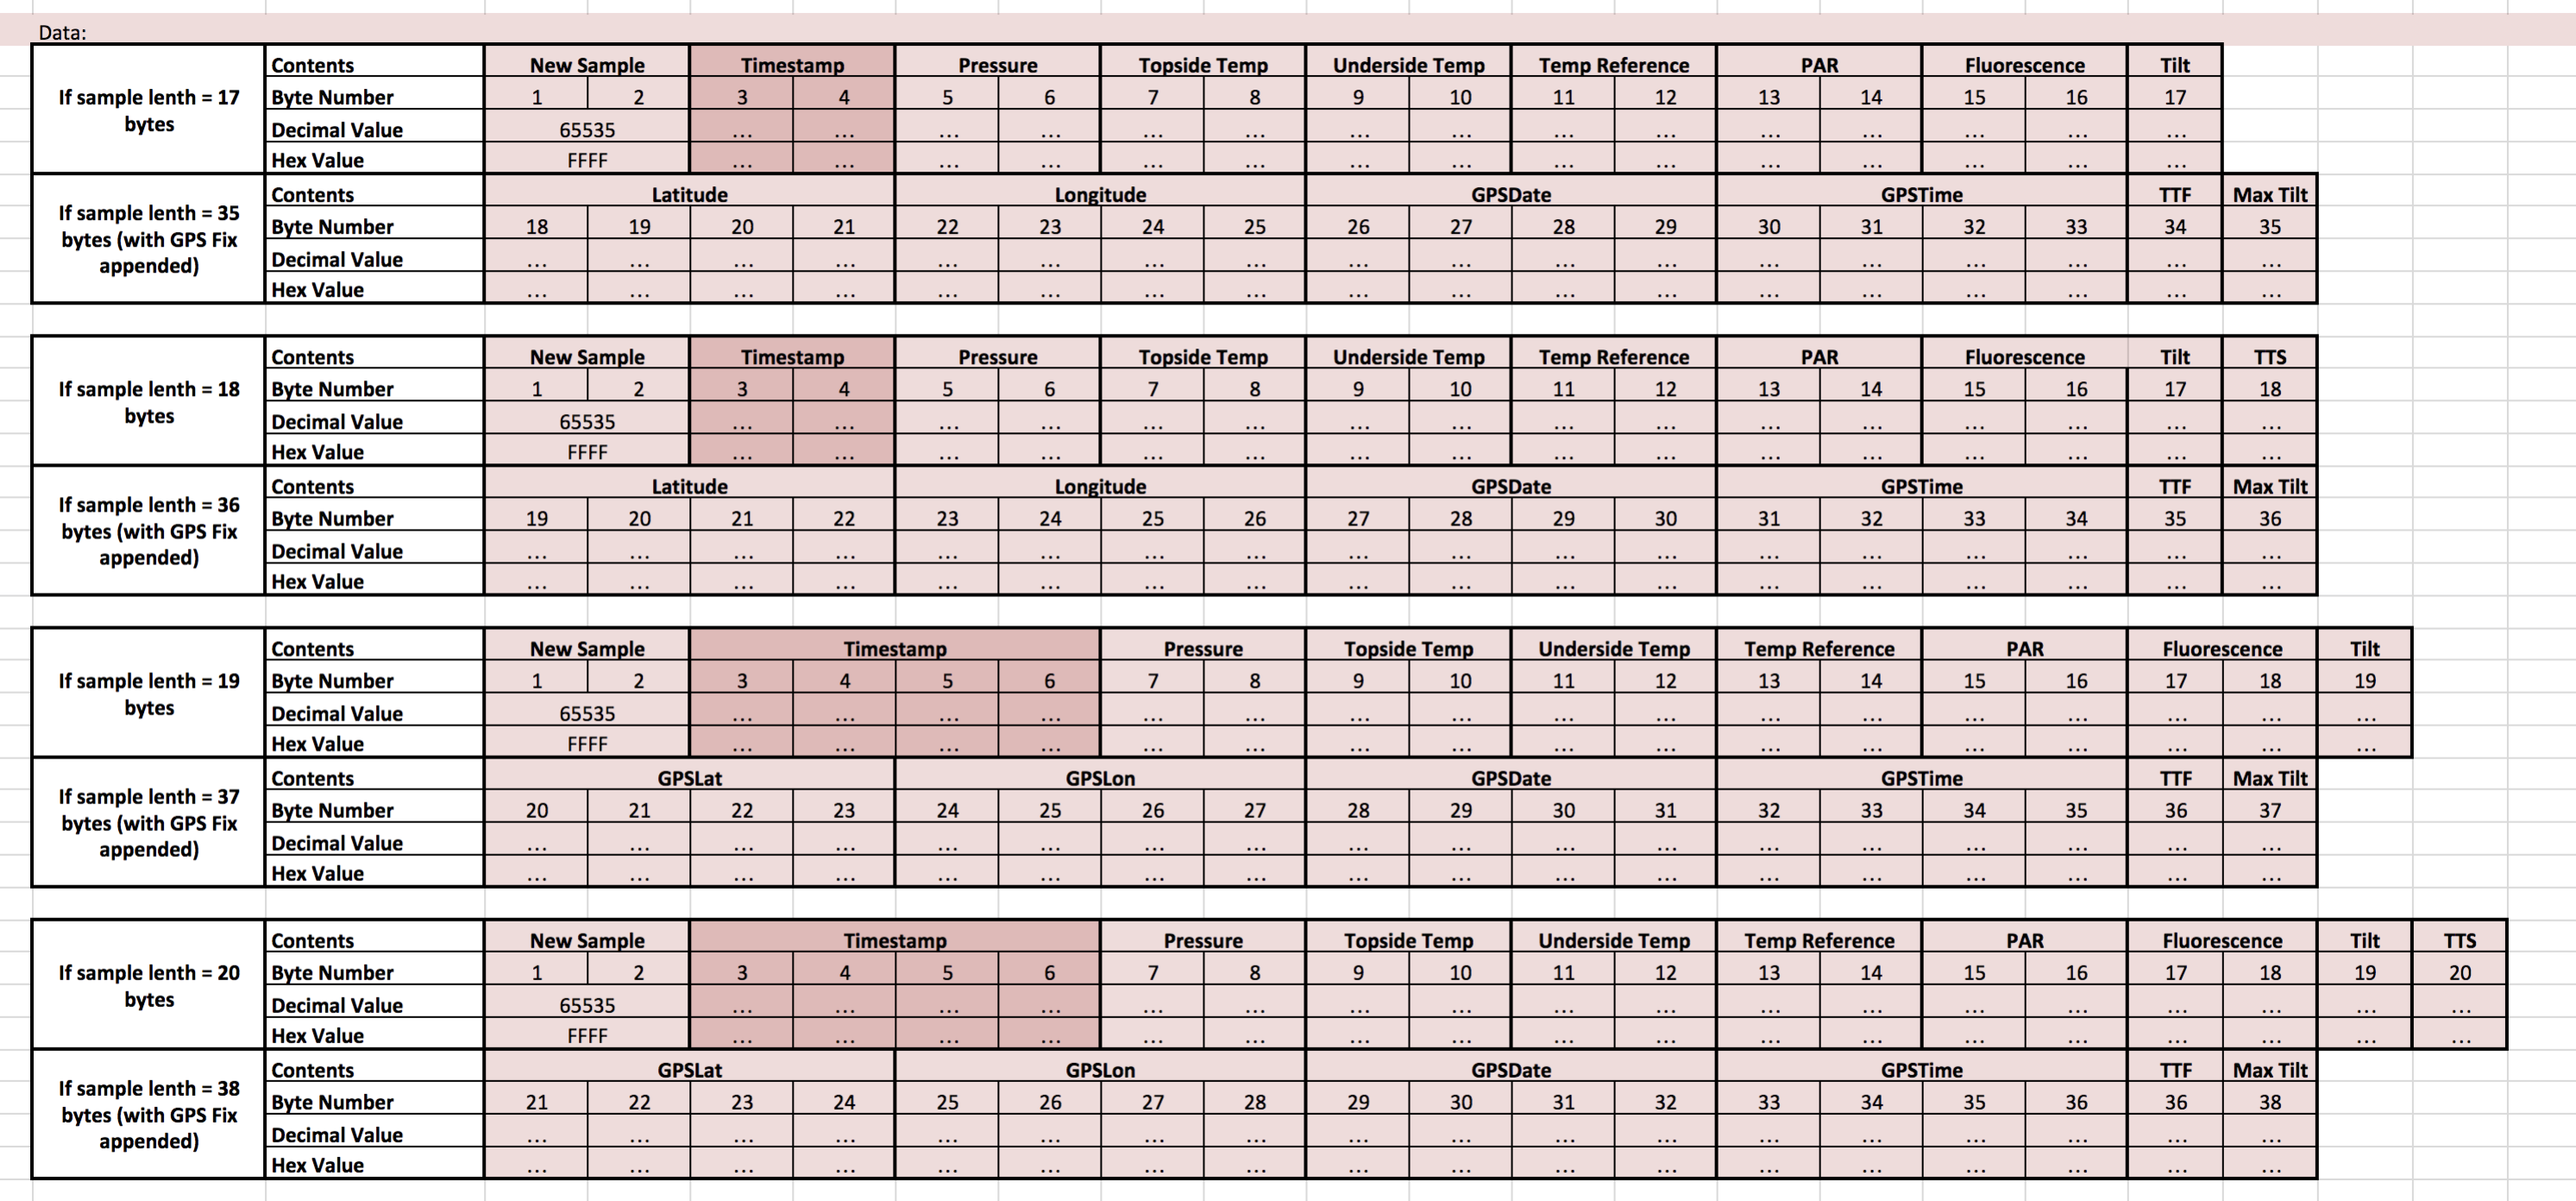 Data:
If sample lenth = 17 bytes
Contents New Sample Timestamp Pressure Topside Temp Underside Temp Temp Reference PAR Fluorescence Tilt
Byte Number 1 2 3 4 5 6 7 8 9 10 11 12 13 14 15 16 17
Decimal Value 65535 ... ... ... ... ... ... ... ... ... ... ... ... ... ... ...
Hex Value FFFF ... ... ... ... ... ... ... ... ... ... ... ... ... ... ...
If sample lenth = 35 bytes (with GPS Fix appended)
Contents Latitude Longitude GPSDate GPSTime TTF Max Tilt
Byte Number 18 19 20 21 22 23 24 25 26 27 28 29 30 31 32 33 34 35
Decimal Value ... ... ... ... ... ... ... ... ... ... ... ... ... ... ... ... ... ...
Hex Value ... ... ... ... ... ... ... ... ... ... ... ... ... ... ... ... ... ...
If sample lenth = 18 bytes
Contents New Sample Timestamp Pressure Topside Temp Underside Temp Temp Reference PAR Fluorescence Tilt TTS
Byte Number 1 2 3 4 5 6 7 8 9 10 11 12 13 14 15 16 17 18
Decimal Value 65535 ... ... ... ... ... ... ... ... ... ... ... ... ... ... ... ...
Hex Value FFFF ... ... ... ... ... ... ... ... ... ... ... ... ... ... ... ...
If sample lenth = 36 bytes (with GPS Fix appended)
Contents Latitude Longitude GPSDate GPSTime TTF Max Tilt
Byte Number 19 20 21 22 23 24 25 26 27 28 29 30 31 32 33 34 35 36
Decimal Value ... ... ... ... ... ... ... ... ... ... ... ... ... ... ... ... ... ...
Hex Value ... ... ... ... ... ... ... ... ... ... ... ... ... ... ... ... ... ...
If sample lenth = 19 bytes
Contents New Sample Timestamp Pressure Topside Temp Underside Temp Temp Reference PAR Fluorescence Tilt
Byte Number 1 2 3 4 5 6 7 8 9 10 11 12 13 14 15 16 17 18 19
Decimal Value 65535 ... ... ... ... ... ... ... ... ... ... ... ... ... ... ... ... ...
Hex Value FFFF ... ... ... ... ... ... ... ... ... ... ... ... ... ... ... ... ...
If sample lenth = 37 bytes (with GPS Fix appended)
Contents GPSLat GPSLon GPSDate GPSTime TTF Max Tilt
Byte Number 20 21 22 23 24 25 26 27 28 29 30 31 32 33 34 35 36 37
Decimal Value ... ... ... ... ... ... ... ... ... ... ... ... ... ... ... ... ... ...
Hex Value ... ... ... ... ... ... ... ... ... ... ... ... ... ... ... ... ... ...
If sample lenth = 20 bytes
Contents New Sample Timestamp Pressure Topside Temp Underside Temp Temp Reference PAR Fluorescence Tilt TTS
Byte Number 1 2 3 4 5 6 7 8 9 10 11 12 13 14 15 16 17 18 19 20
Decimal Value 65535 ... ... ... ... ... ... ... ... ... ... ... ... ... ... ... ... ... ...
Hex Value FFFF ... ... ... ... ... ... ... ... ... ... ... ... ... ... ... ... ... ...
If sample lenth = 38 bytes (with GPS Fix appended)
Contents GPSLat GPSLon GPSDate GPSTime TTF Max Tilt
Byte Number 21 22 23 24 25 26 27 28 29 30 31 32 33 34 35 36 36 38
Decimal Value ... ... ... ... ... ... ... ... ... ... ... ... ... ... ... ... ... ...
Hex Value ... ... ... ... ... ... ... ... ... ... ... ... ... ... ... ... ... ...